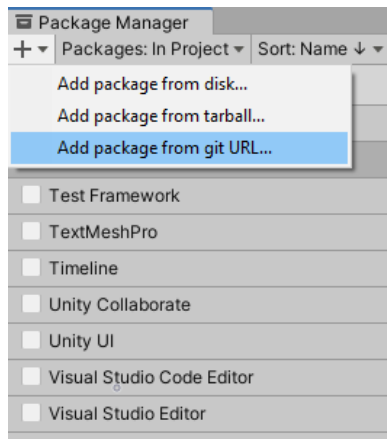 Package Manager
+ Packages: In Project Sort: Name ↓
Add package from disk...
Add package from tarball...
Add package from git URL...
Test Framework
TextMeshPro
Timeline
Unity Collaborate
Unity UI
Visual Studio Code Editor
Visual Studio Editor